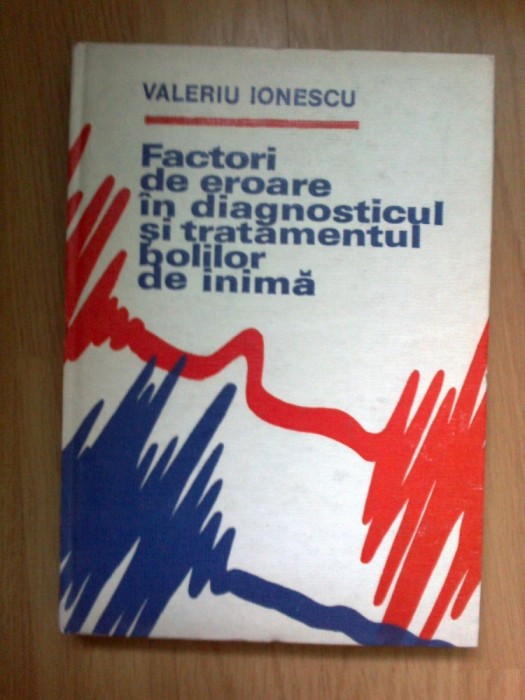 VALERIU IONESCU
Factori
de eroare
în diagnosticul
și tratamentul
bolilor
de inimă